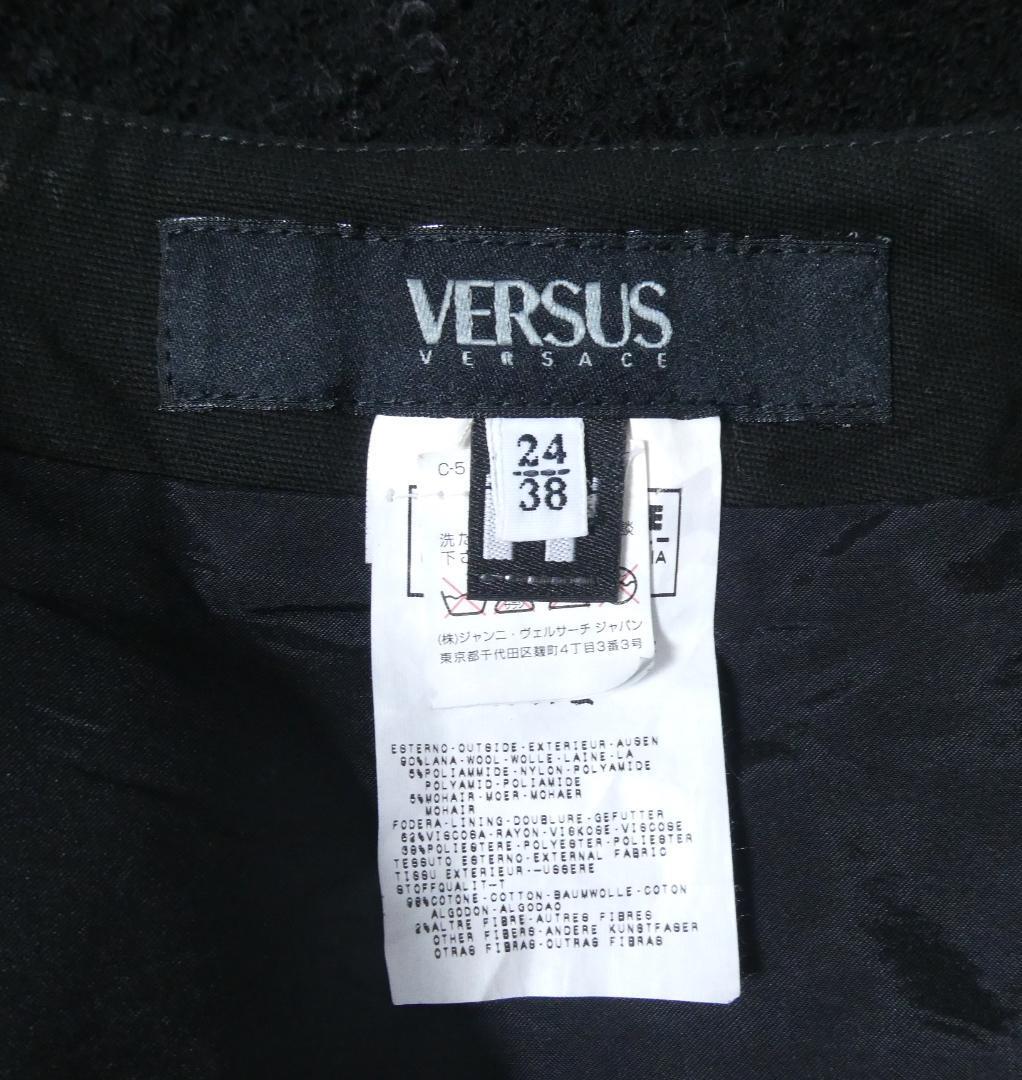 VERSUS
VERSACE
24
38
C-5
E
洗た
下さ
MA
(株)ジャンニ・ヴェルサーチ ジャパン
東京都千代田区麹町4丁目3番3号
ESTERNO-OUTSIDE-EXTERIEUR-AUSEN
90%LANA-WOOL-WOLLE-LAINE-LA
5%POLIAMMIDE-NYLON-POLYAMIDE
POLYAMID-POLIAMIDE
5%MOHAIR-MOER-MOHAER
MOHAIR
FODERA-LINING-DOUBLURE-GEFUTTER
62%VISCOSA-RAYON-VISKOSE-VISCOSE
38%POLIESTERE-POLYESTER-POLIESTER
TESSUTO ESTERNO-EXTERNAL FABRIC
TISSU EXTERIEUR-—USSERE
STOFFQUALIT—T
98%COTONE-COTTON-BAUMWOLLE-COTON
ALGODON-ALGODAO
2%ALTRE FIBRE-AUTRES FIBRES
OTHER FIBERS-ANDERE KUNSTFASER
OTRAS FIBRAS-OUTRAS FIBRAS